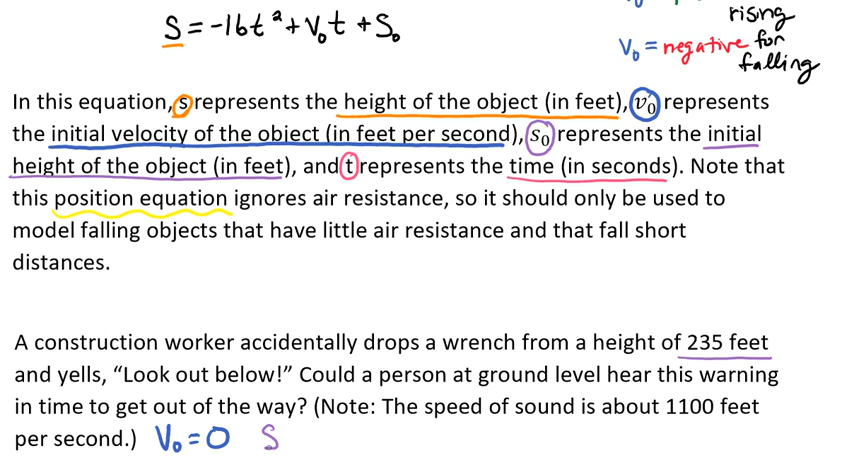 S = -16t² + V₀t + S₀
rising
V₀ = negative for
falling
In this equation, s represents the height of the object (in feet), v₀ represents
the initial velocity of the object (in feet per second), s₀ represents the initial
height of the object (in feet), and t represents the time (in seconds). Note that
this position equation ignores air resistance, so it should only be used to
model falling objects that have little air resistance and that fall short
distances.
A construction worker accidentally drops a wrench from a height of 235 feet
and yells, “Look out below!” Could a person at ground level hear this warning
in time to get out of the way? (Note: The speed of sound is about 1100 feet
per second.) V₀ = 0 S